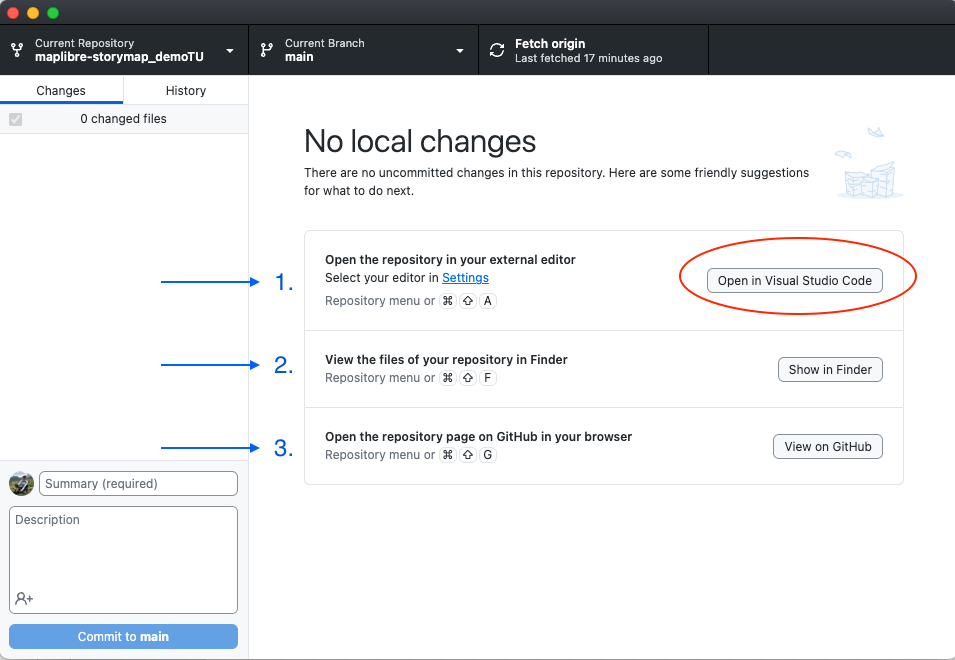 Current Repository
maplibre-storymap_demoTU
Current Branch
main
Fetch origin
Last fetched 17 minutes ago
Changes
History
0 changed files
No local changes
There are no uncommitted changes in this repository. Here are some friendly suggestions
for what to do next.
1.
Open the repository in your external editor
Select your editor in Settings
Repository menu or ⌘ ⇧ A
Open in Visual Studio Code
2.
View the files of your repository in Finder
Repository menu or ⌘ ⇧ F
Show in Finder
3.
Open the repository page on GitHub in your browser
Repository menu or ⌘ ⇧ G
View on GitHub
Summary (required)
Description
Commit to main